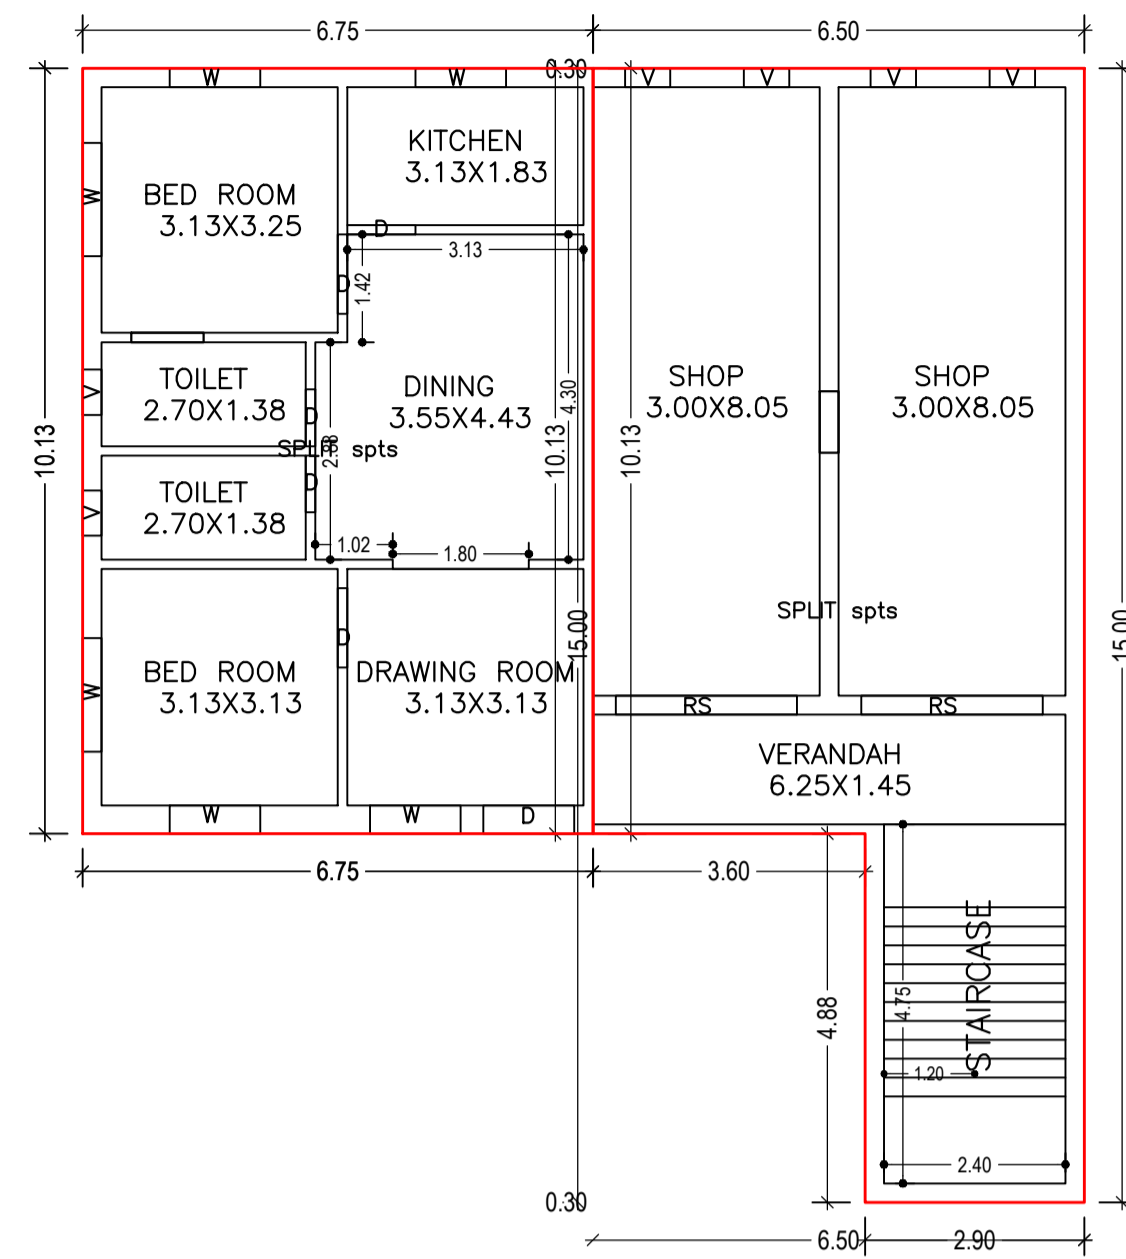 6.75
6.50
W
W
0.30
V
V
V
V
KITCHEN
3.13X1.83
W
BED ROOM
3.13X3.25
D
3.13
D
1.42
TOILET
2.70X1.38
V
D
DINING
3.55X4.43
4.30
SHOP
3.00X8.05
SHOP
3.00X8.05
10.13
2.88
SPLIT spts
10.13
10.13
TOILET
2.70X1.38
D
V
1.02
1.80
SPLIT spts
15.00
15.00
D
BED ROOM
3.13X3.13
W
DRAWING ROOM
3.13X3.13
RS
RS
VERANDAH
6.25X1.45
W
W
D
6.75
3.60
STAIRCASE
4.88
4.75
1.20
2.40
0.30
6.50
2.90